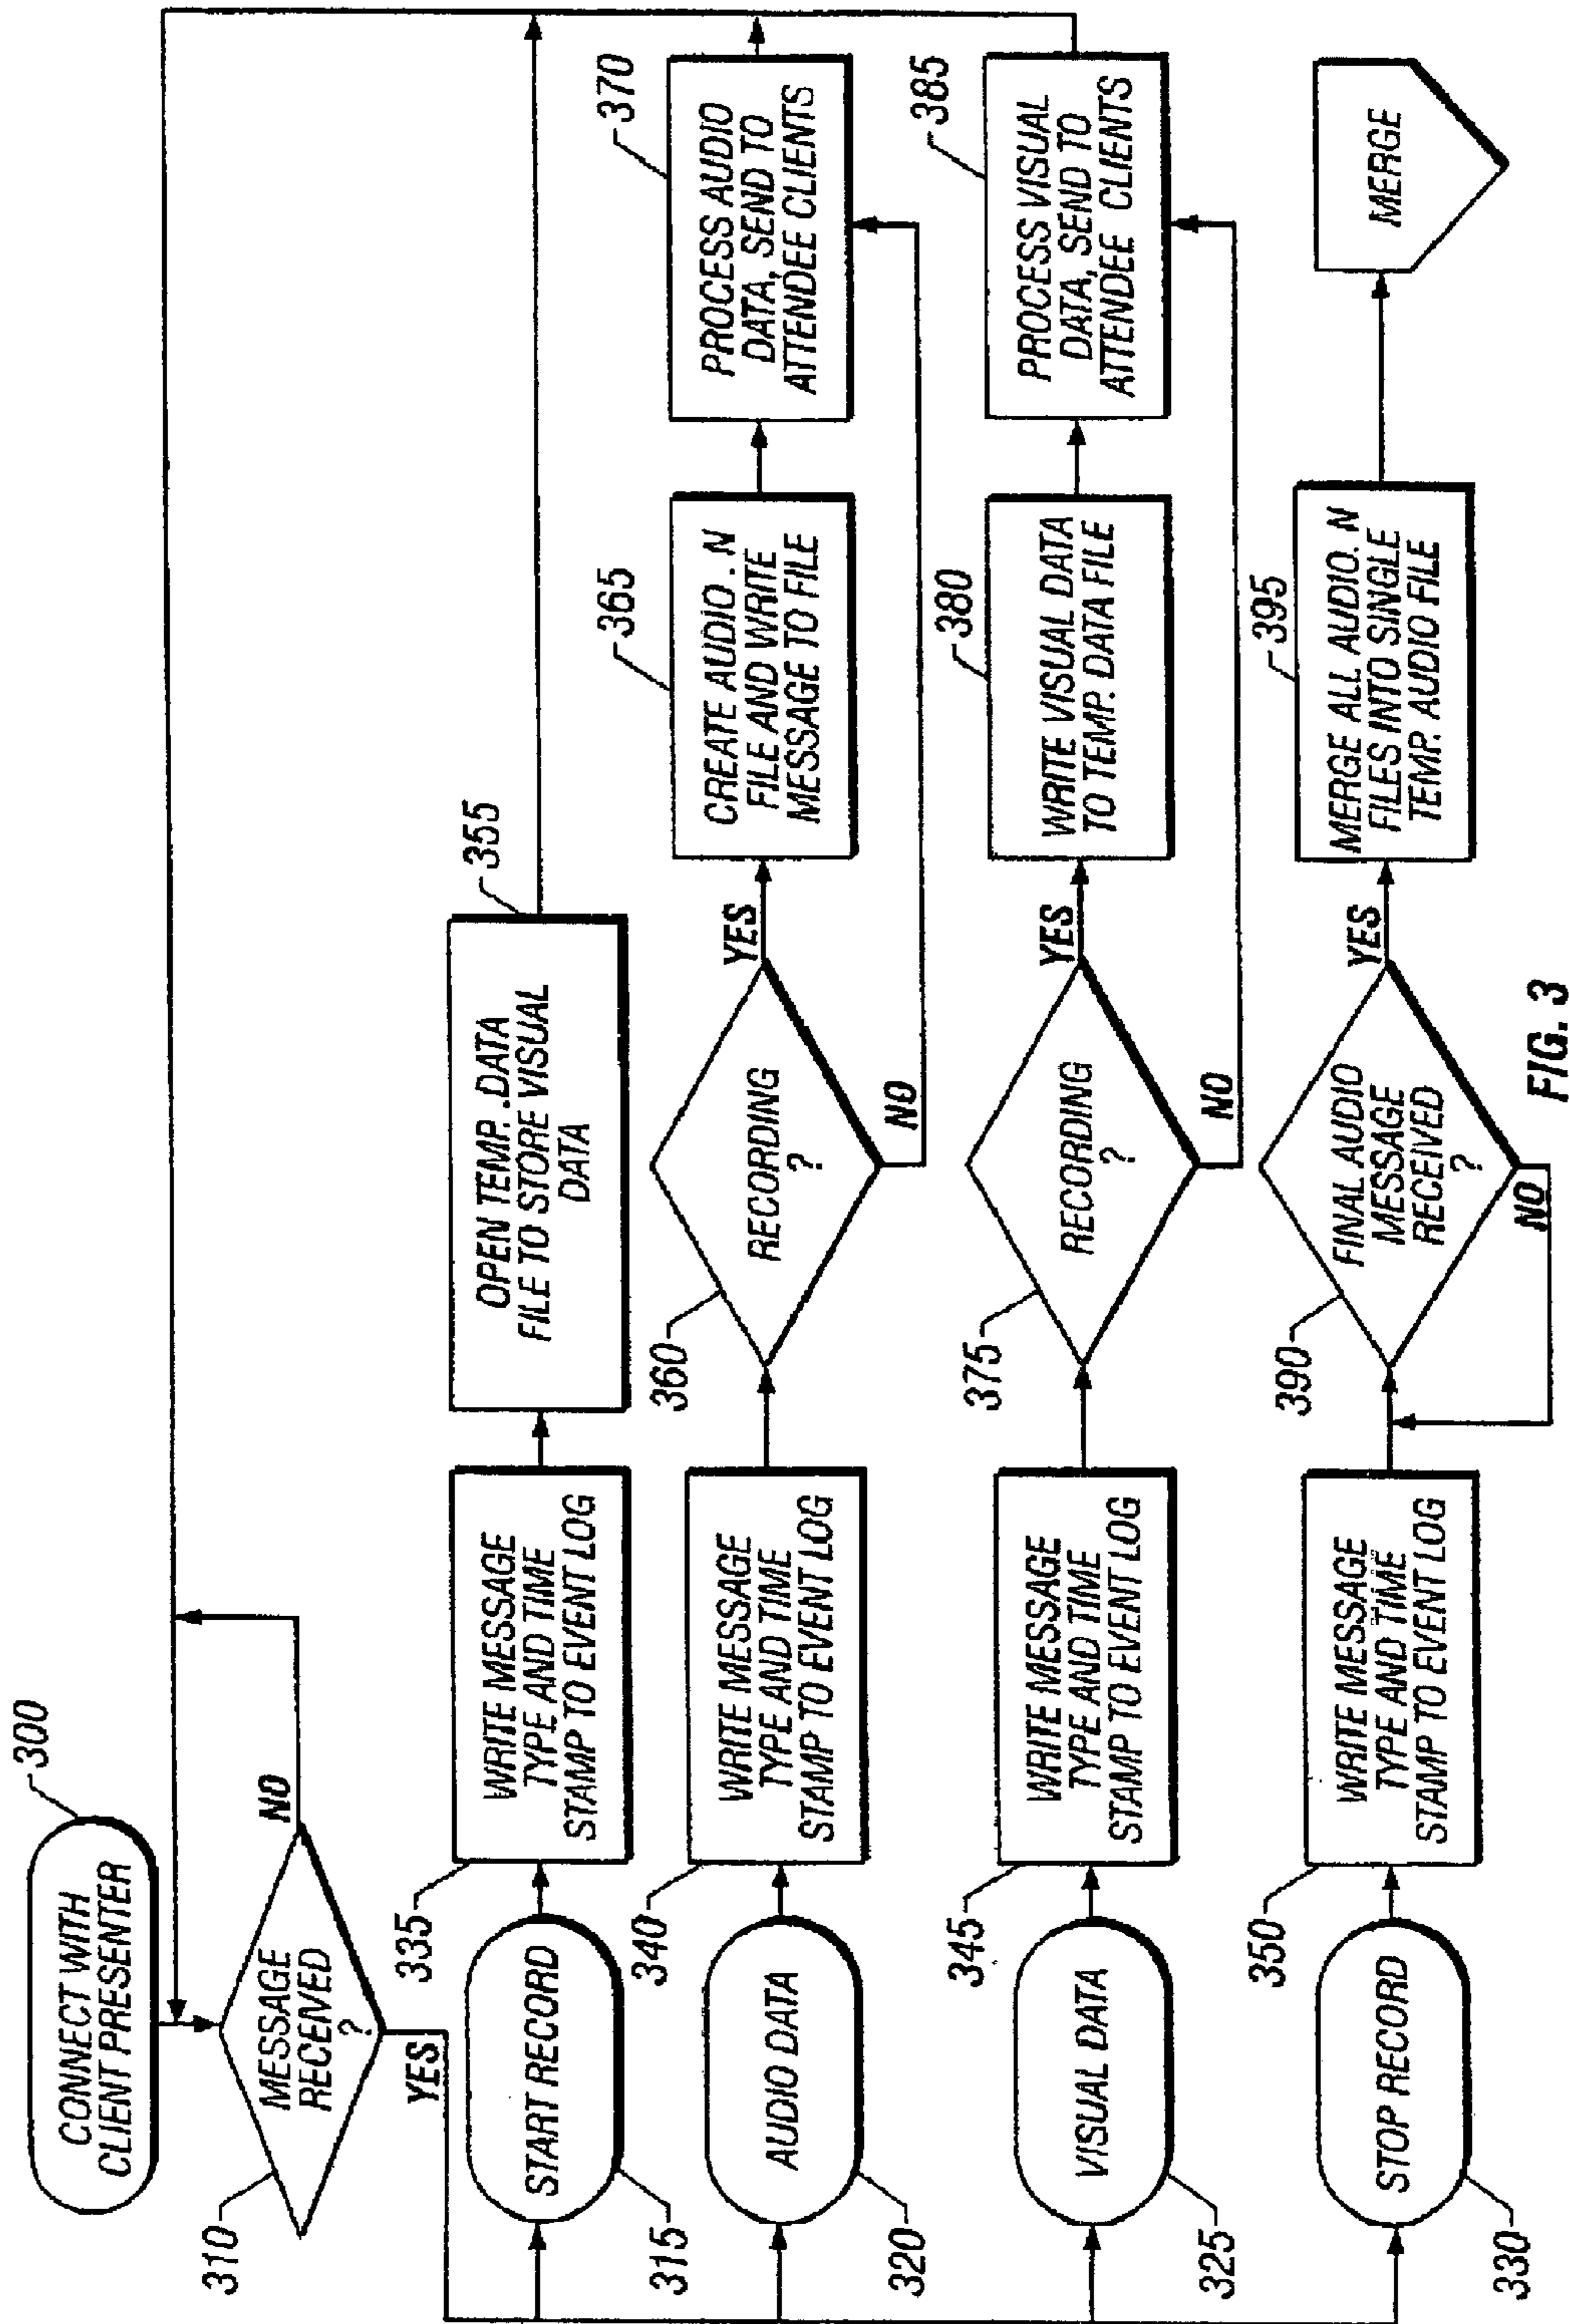 300
CONNECT WITH
CLIENT PRESENTER
310
MESSAGE
RECEIVED
?
NO
YES
START RECORD
315
335
WRITE MESSAGE
TYPE AND TIME
STAMP TO EVENT LOG
OPEN TEMP. .DATA
FILE TO STORE VISUAL
DATA
355
AUDIO DATA
320
340
WRITE MESSAGE
TYPE AND TIME
STAMP TO EVENT LOG
360
RECORDING
?
YES
NO
CREATE AUDIO. N
FILE AND WRITE
MESSAGE TO FILE
365
PROCESS AUDIO
DATA, SEND TO
ATTENDEE CLIENTS
370
VISUAL DATA
325
345
WRITE MESSAGE
TYPE AND TIME
STAMP TO EVENT LOG
375
RECORDING
?
YES
NO
WRITE VISUAL DATA
TO TEMP. DATA FILE
380
PROCESS VISUAL
DATA, SEND TO
ATTENDEE CLIENTS
385
STOP RECORD
330
350
WRITE MESSAGE
TYPE AND TIME
STAMP TO EVENT LOG
390
FINAL AUDIO
MESSAGE
RECEIVED
?
YES
NO
MERGE ALL AUDIO. N
FILES INTO SINGLE
TEMP. AUDIO FILE
395
MERGE
FIG. 3